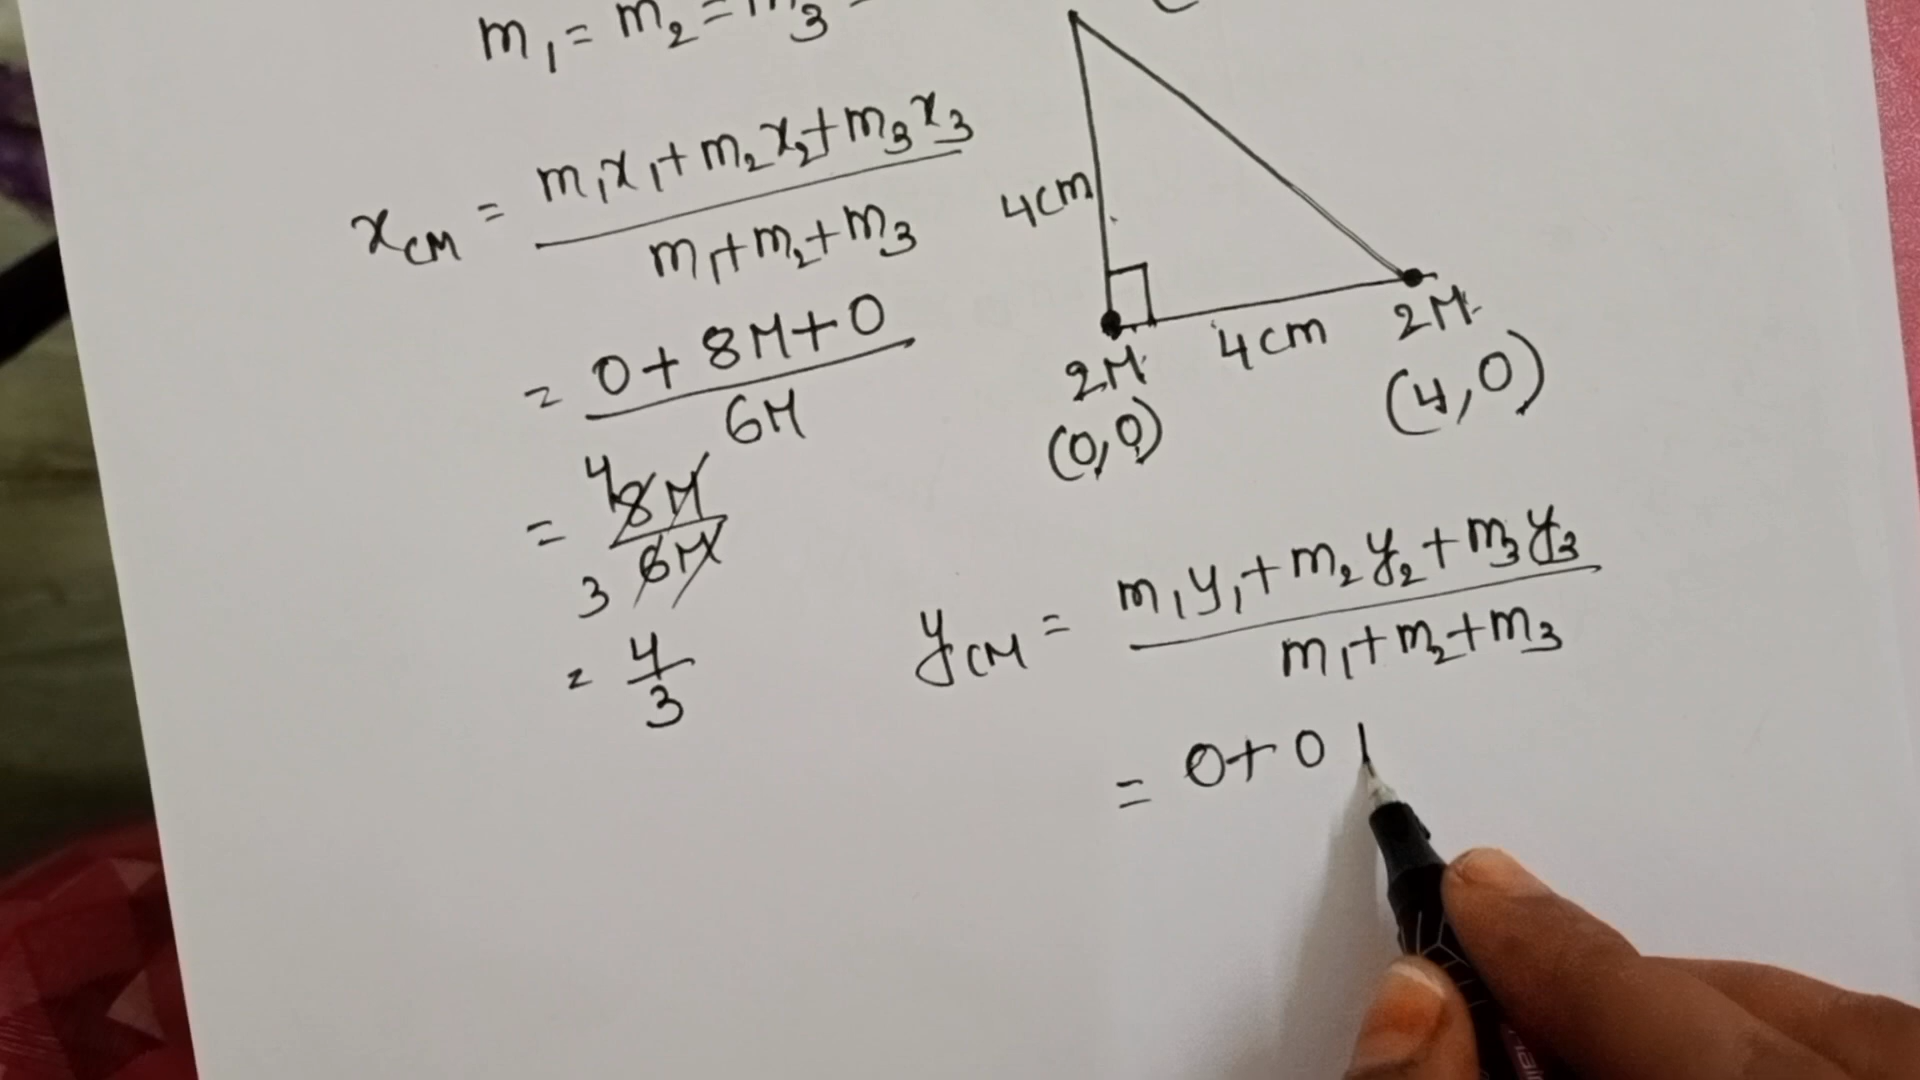 m₁ = m₂ = m₃ =
x_CM = (m₁x₁ + m₂x₂ + m₃x₃) / (m₁ + m₂ + m₃)
= (0 + 8M + 0) / 6M
= 8M / 6M
4
3
= 4/3
4cm
4cm
2M
(0,0)
2M
(4,0)
y_CM = (m₁y₁ + m₂y₂ + m₃y₃) / (m₁ + m₂ + m₃)
= 0 + 0